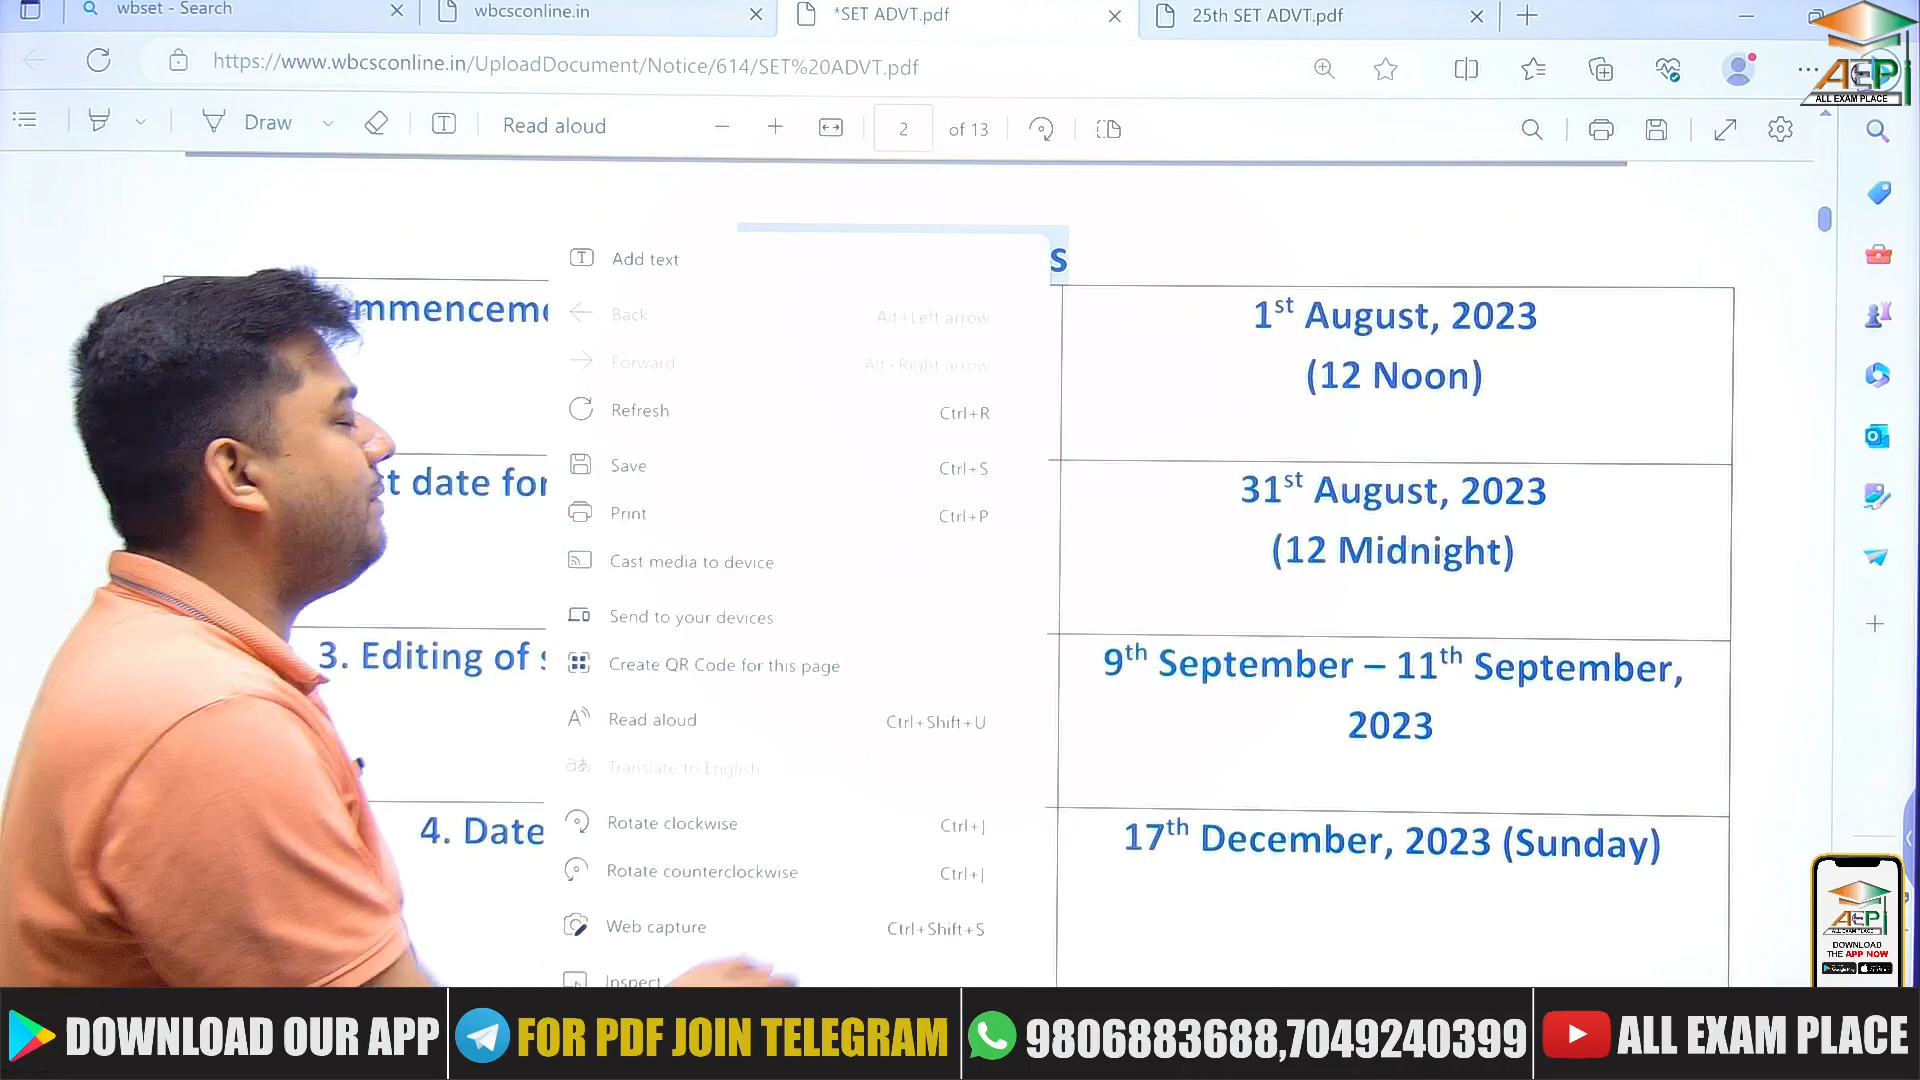 wbset - Search
wbcsconline.in
*SET ADVT.pdf
25th SET ADVT.pdf
https://www.wbcsconline.in/UploadDocument/Notice/614/SET%20ADVT.pdf
Draw
Read aloud
2 of 13
AEPI
ALL EXAM PLACE
s
mmenceme
1st August, 2023
(12 Noon)
t date for
31st August, 2023
(12 Midnight)
3. Editing of s
9th September – 11th September,
2023
4. Date
17th December, 2023 (Sunday)
Add text
Back Alt+Left arrow
Forward Alt+Right arrow
Refresh Ctrl+R
Save Ctrl+S
Print Ctrl+P
Cast media to device
Send to your devices
Create QR Code for this page
Read aloud Ctrl+Shift+U
Translate to English
Rotate clockwise Ctrl+]
Rotate counterclockwise Ctrl+[
Web capture Ctrl+Shift+S
Inspect
AEPI
ALL EXAM PLACE
DOWNLOAD
THE APP NOW
DOWNLOAD OUR APP
FOR PDF JOIN TELEGRAM
9806883688,7049240399
ALL EXAM PLACE